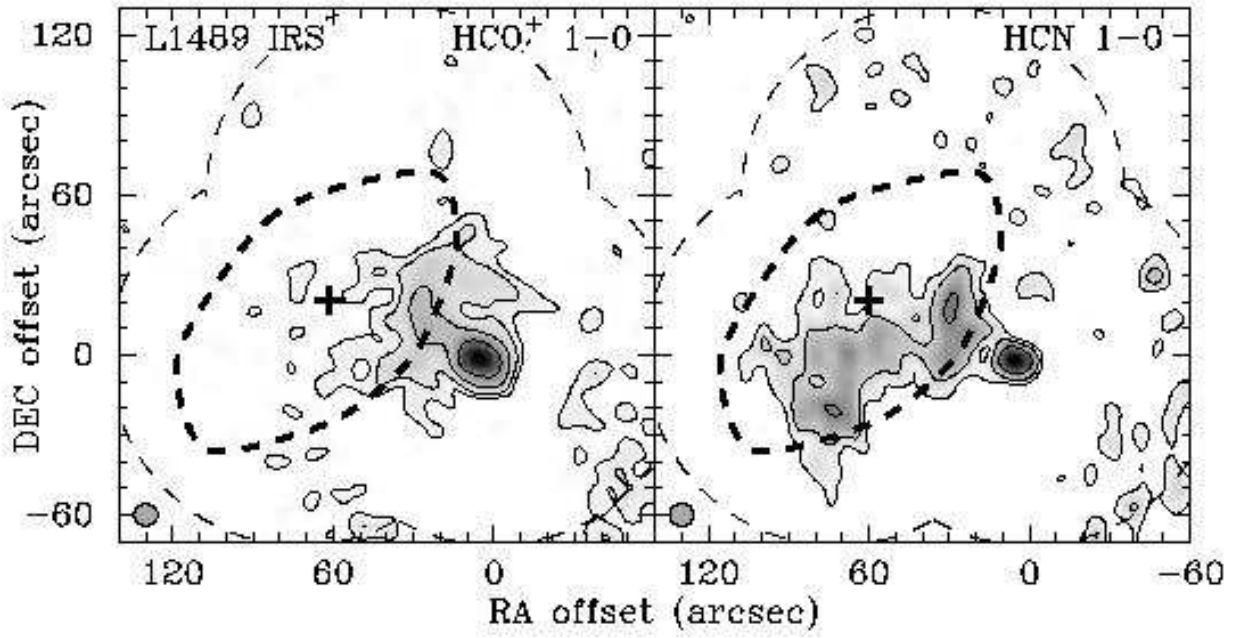 L1489 IRS
HCO⁺ 1-0
HCN 1-0
120
60
0
-60
DEC offset (arcsec)
120
60
0
120
60
0
-60
RA offset (arcsec)